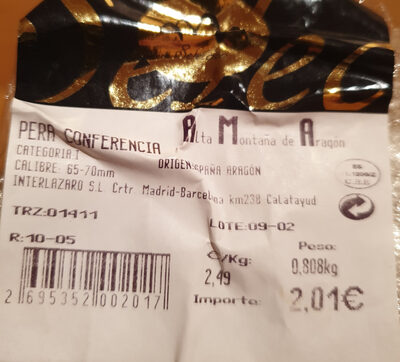 Selec
PERA CONFERENCIA
Alta Montaña de Aragón
CATEGORIA:I
ORIGEN:ESPAÑA ARAGON
CALIBRE: 65-70mm
INTERLAZARO S.L Crtr Madrid-Barcelona km238 Calatayud
TRZ:01411
LOTE:09-02
R:10-05
€/Kg:
Peso:
2,49
0,808kg
Importe:
2,01€
2 695352 002017